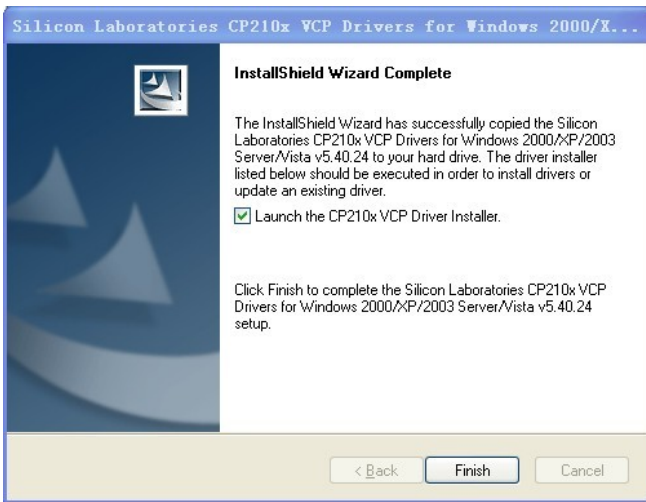 Silicon Laboratories CP210x VCP Drivers for Windows 2000/X...
InstallShield Wizard Complete
The InstallShield Wizard has successfully copied the Silicon
Laboratories CP210x VCP Drivers for Windows 2000/XP/2003
Server/Vista v5.40.24 to your hard drive. The driver installer
listed below should be executed in order to install drivers or
update an existing driver.
Launch the CP210x VCP Driver Installer.
Click Finish to complete the Silicon Laboratories CP210x VCP
Drivers for Windows 2000/XP/2003 Server/Vista v5.40.24
setup.
< Back
Finish
Cancel